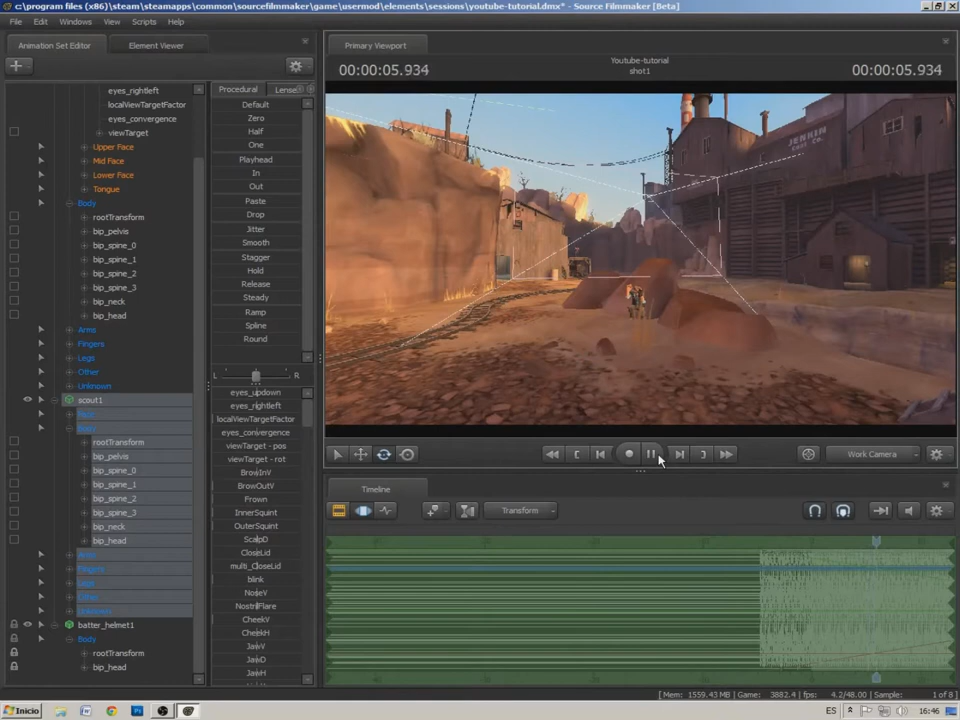 c:\program files (x86)\steam\steamapps\common\sourcefilmmaker\game\usermod\elements\sessions\youtube-tutorial.dmx* - Source Filmmaker [Beta]
File Edit Windows View Scripts Help
Animation Set Editor
Element Viewer
eyes_rightleft
localViewTargetFactor
eyes_convergence
viewTarget
Upper Face
Mid Face
Lower Face
Tongue
Body
rootTransform
bip_pelvis
bip_spine_0
bip_spine_1
bip_spine_2
bip_spine_3
bip_neck
bip_head
Arms
Fingers
Legs
Other
Unknown
scout1
Body
rootTransform
bip_pelvis
bip_spine_0
bip_spine_1
bip_spine_2
bip_spine_3
bip_neck
bip_head
Arms
Fingers
Legs
Other
Unknown
batter_helmet1
Body
rootTransform
bip_head
Procedural
Default
Zero
Half
One
Playhead
In
Out
Paste
Drop
Jitter
Smooth
Stagger
Hold
Release
Steady
Ramp
Spline
Round
L R
eyes_updown
eyes_rightleft
localViewTargetFactor
eyes_convergence
viewTarget - pos
viewTarget - rot
BrowInV
BrowOutV
Frown
InnerSquint
OuterSquint
ScalpD
CloseLid
multi_CloseLid
blink
NoseV
NostrilFlare
CheekV
CheekH
JawV
JawD
JawH
Primary Viewport
00:00:05.934
Youtube-tutorial
shot1
00:00:05.934
JENKIN
Coal Co.
Work Camera
Timeline
Transform
[Mem: 1559.43 MB | Game: 3882.4 | fps: 4.2/48.00 | Sample: 1 of 8]
Inicio
ES
16:46